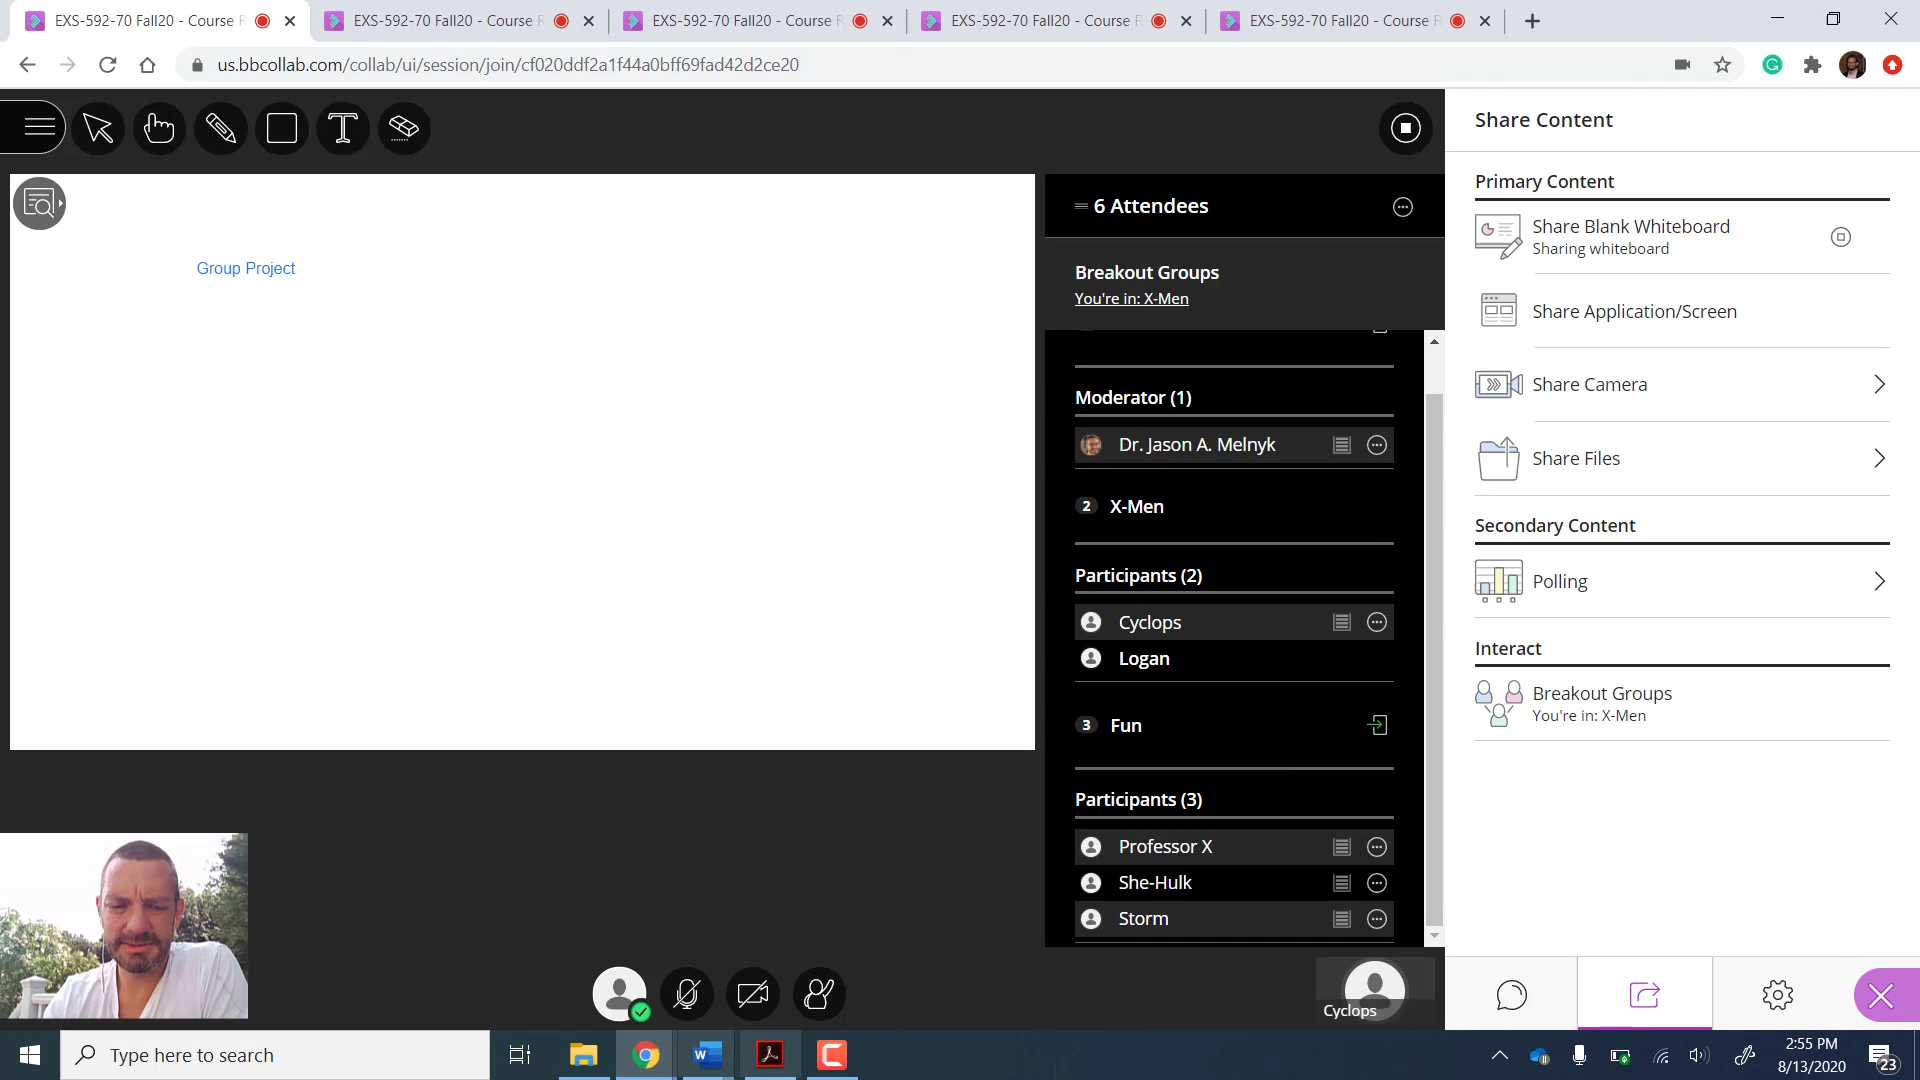 EXS-592-70 Fall20 - Course R
EXS-592-70 Fall20 - Course R
EXS-592-70 Fall20 - Course R
EXS-592-70 Fall20 - Course R
EXS-592-70 Fall20 - Course R
us.bbcollab.com/collab/ui/session/join/cf020ddf2a1f44a0bff69fad42d2ce20
T
Group Project
6 Attendees
Breakout Groups
You're in: X-Men
Moderator (1)
Dr. Jason A. Melnyk
2 X-Men
Participants (2)
Cyclops
Logan
3 Fun
Participants (3)
Professor X
She-Hulk
Storm
Cyclops
Share Content
Primary Content
Share Blank Whiteboard
Sharing whiteboard
Share Application/Screen
Share Camera
Share Files
Secondary Content
Polling
Interact
Breakout Groups
You're in: X-Men
Type here to search
2:55 PM
8/13/2020
23